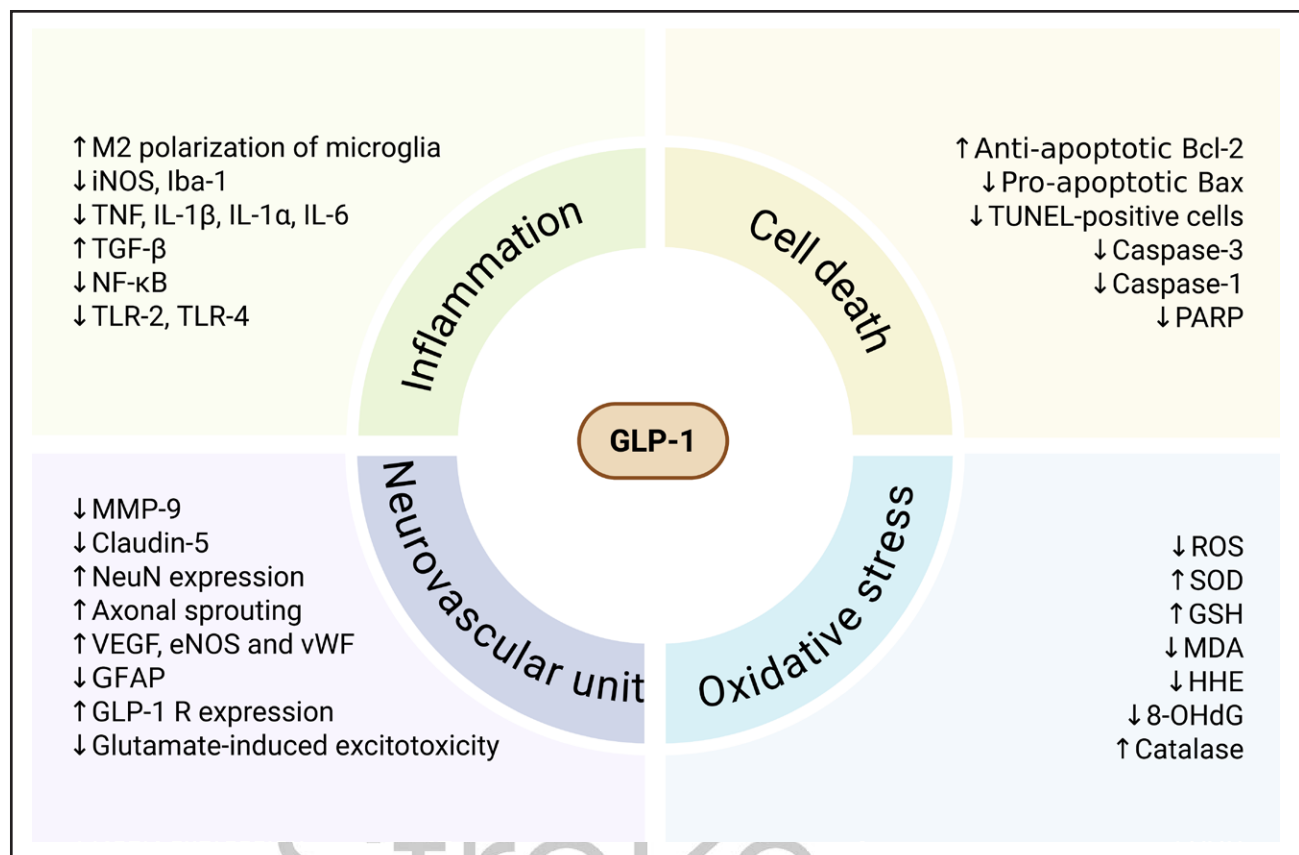 ↑M2 polarization of microglia
↓iNOS, Iba-1
↓TNF, IL-1β, IL-1α, IL-6
↑TGF-β
↓NF-κB
↓TLR-2, TLR-4
Inflammation
Cell death
↑Anti-apoptotic Bcl-2
↓Pro-apoptotic Bax
↓TUNEL-positive cells
↓Caspase-3
↓Caspase-1
↓PARP
GLP-1
↓MMP-9
↓Claudin-5
↑NeuN expression
↑Axonal sprouting
↑VEGF, eNOS and vWF
↓GFAP
↑GLP-1 R expression
↓Glutamate-induced excitotoxicity
Neurovascular unit
Oxidative stress
↓ROS
↑SOD
↑GSH
↓MDA
↓HHE
↓8-OHdG
↑Catalase